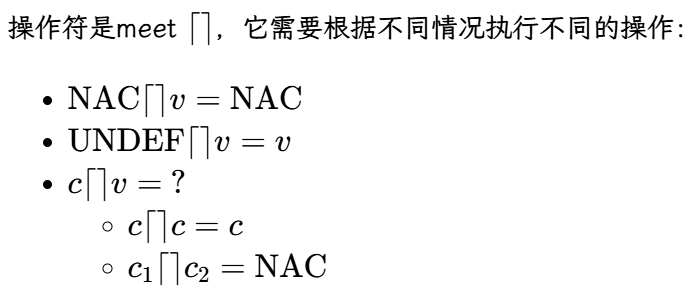 操作符是meet ⨅，它需要根据不同情况执行不同的操作：
• NAC⨅v = NAC
• UNDEF⨅v = v
• c⨅v = ?
◦ c⨅c = c
◦ c₁⨅c₂ = NAC